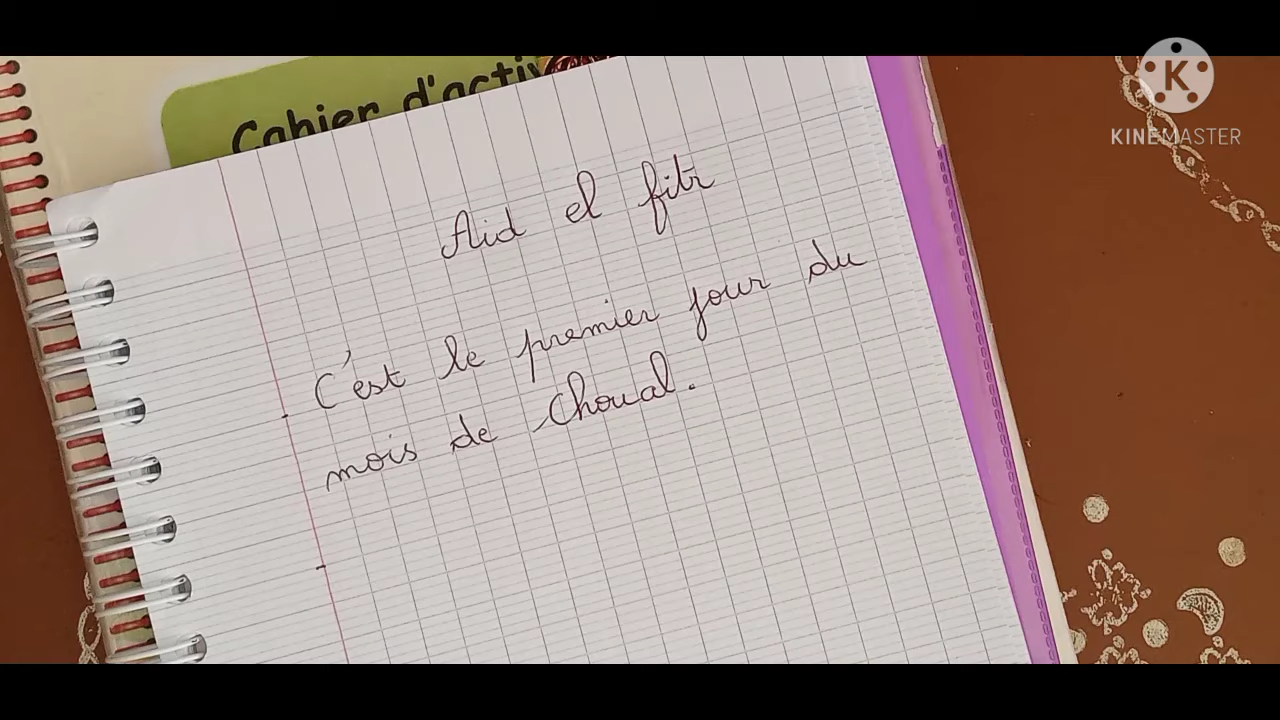 KINEMASTER
Cahier d'activ
Aid el fitr
C'est le premier jour du
mois de Choual.